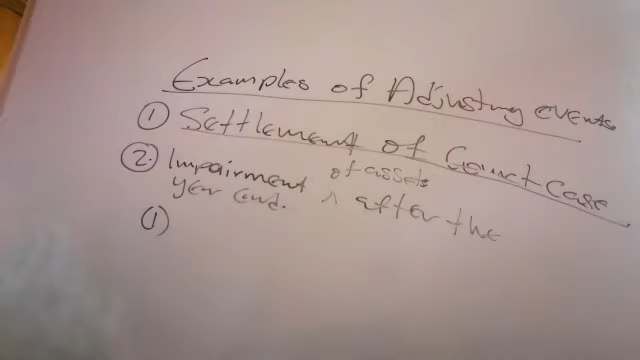 Examples of Adjusting events
① Settlement of Court Case
② Impairment of assets after the
year end.
(1)